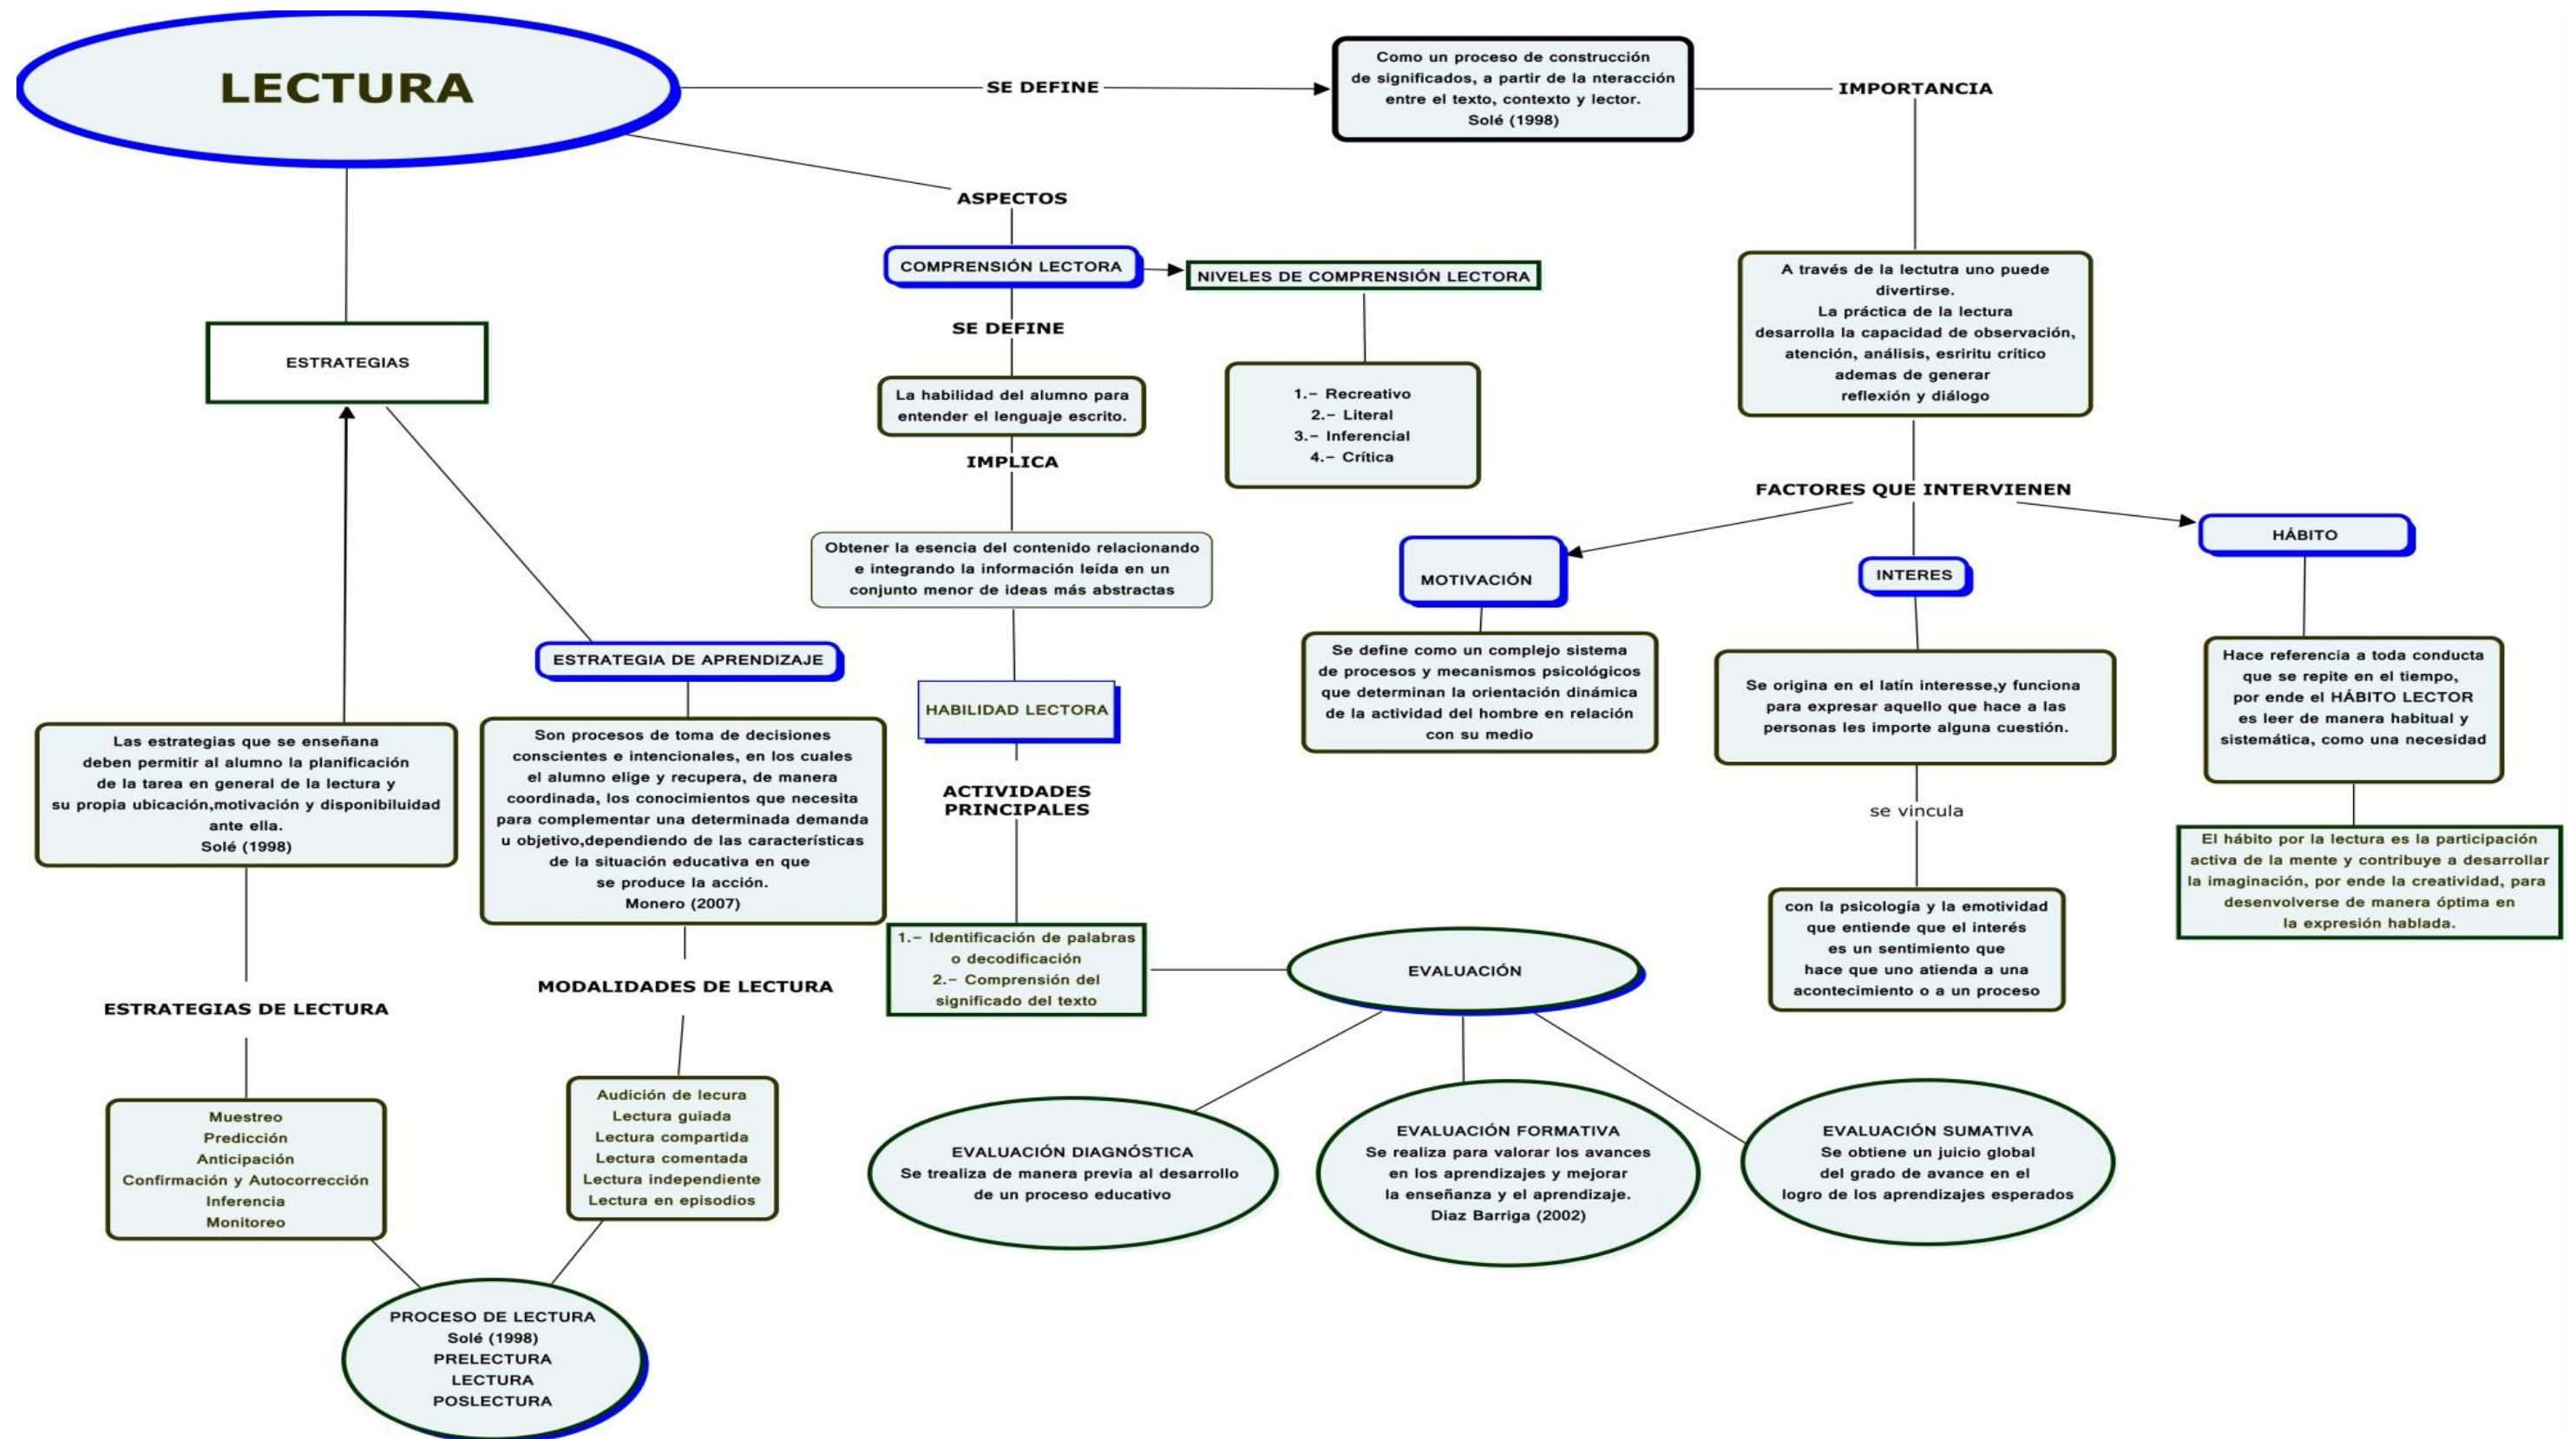 LECTURA
SE DEFINE
Como un proceso de construcción
de significados, a partir de la nteracción
entre el texto, contexto y lector.
Solé (1998)
IMPORTANCIA
A través de la lectutra uno puede
divertirse.
La práctica de la lectura
desarrolla la capacidad de observación,
atención, análisis, esriritu crítico
ademas de generar
reflexión y diálogo
FACTORES QUE INTERVIENEN
MOTIVACIÓN
Se define como un complejo sistema
de procesos y mecanismos psicológicos
que determinan la orientación dinámica
de la actividad del hombre en relación
con su medio
INTERES
Se origina en el latín interesse,y funciona
para expresar aquello que hace a las
personas les importe alguna cuestión.
se vincula
con la psicología y la emotividad
que entiende que el interés
es un sentimiento que
hace que uno atienda a una
acontecimiento o a un proceso
HÁBITO
Hace referencia a toda conducta
que se repite en el tiempo,
por ende el HÁBITO LECTOR
es leer de manera habitual y
sistemática, como una necesidad
El hábito por la lectura es la participación
activa de la mente y contribuye a desarrollar
la imaginación, por ende la creatividad, para
desenvolverse de manera óptima en
la expresión hablada.
ASPECTOS
COMPRENSIÓN LECTORA
NIVELES DE COMPRENSIÓN LECTORA
1.- Recreativo
2.- Literal
3.- Inferencial
4.- Crítica
SE DEFINE
La habilidad del alumno para
entender el lenguaje escrito.
IMPLICA
Obtener la esencia del contenido relacionando
e integrando la información leída en un
conjunto menor de ideas más abstractas
HABILIDAD LECTORA
ACTIVIDADES
PRINCIPALES
1.- Identificación de palabras
o decodificación
2.- Comprensión del
significado del texto
EVALUACIÓN
EVALUACIÓN DIAGNÓSTICA
Se trealiza de manera previa al desarrollo
de un proceso educativo
EVALUACIÓN FORMATIVA
Se realiza para valorar los avances
en los aprendizajes y mejorar
la enseñanza y el aprendizaje.
Diaz Barriga (2002)
EVALUACIÓN SUMATIVA
Se obtiene un juicio global
del grado de avance en el
logro de los aprendizajes esperados
ESTRATEGIAS
Las estrategias que se enseñana
deben permitir al alumno la planificación
de la tarea en general de la lectura y
su propia ubicación,motivación y disponibiluidad
ante ella.
Solé (1998)
ESTRATEGIAS DE LECTURA
Muestreo
Predicción
Anticipación
Confirmación y Autocorrección
Inferencia
Monitoreo
ESTRATEGIA DE APRENDIZAJE
Son procesos de toma de decisiones
conscientes e intencionales, en los cuales
el alumno elige y recupera, de manera
coordinada, los conocimientos que necesita
para complementar una determinada demanda
u objetivo,dependiendo de las características
de la situación educativa en que
se produce la acción.
Monero (2007)
MODALIDADES DE LECTURA
Audición de lecura
Lectura guiada
Lectura compartida
Lectura comentada
Lectura independiente
Lectura en episodios
PROCESO DE LECTURA
Solé (1998)
PRELECTURA
LECTURA
POSLECTURA